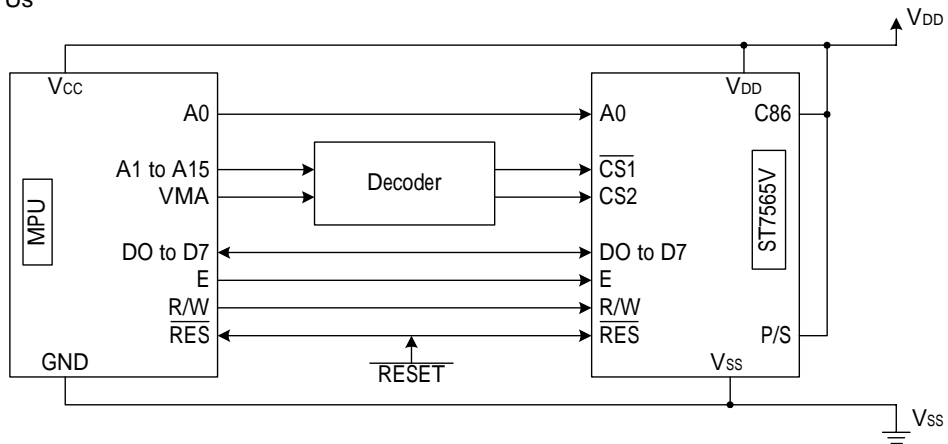 Us
VDD
VCC
VDD
A0
A0
C86
A1 to A15
Decoder
CS1
VMA
CS2
MPU
ST7565V
DO to D7
DO to D7
E
E
R/W
R/W
RES
RES
P/S
RESET
GND
VSS
VSS